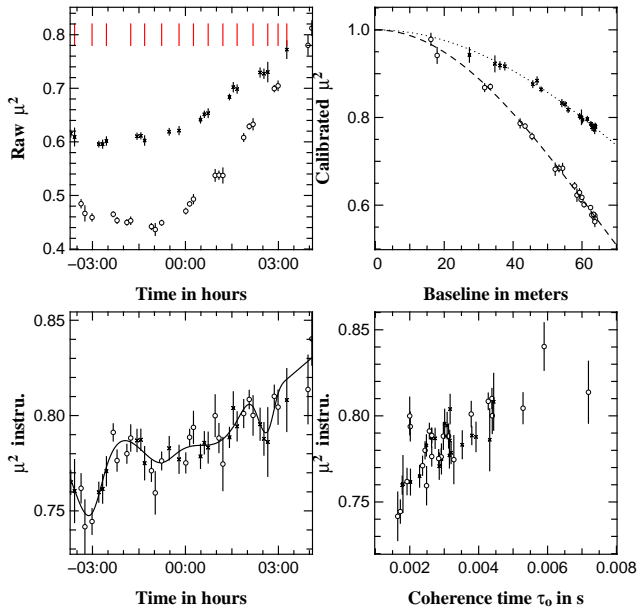 0.8
0.7
0.6
0.5
0.4
Raw μ²
−03:00 00:00 03:00
Time in hours
1.0
0.8
0.6
Calibrated μ²
0 20 40 60
Baseline in meters
0.85
0.80
0.75
μ² instru.
−03:00 00:00 03:00
Time in hours
0.85
0.80
0.75
μ² instru.
0.002 0.004 0.006 0.008
Coherence time τ₀ in s